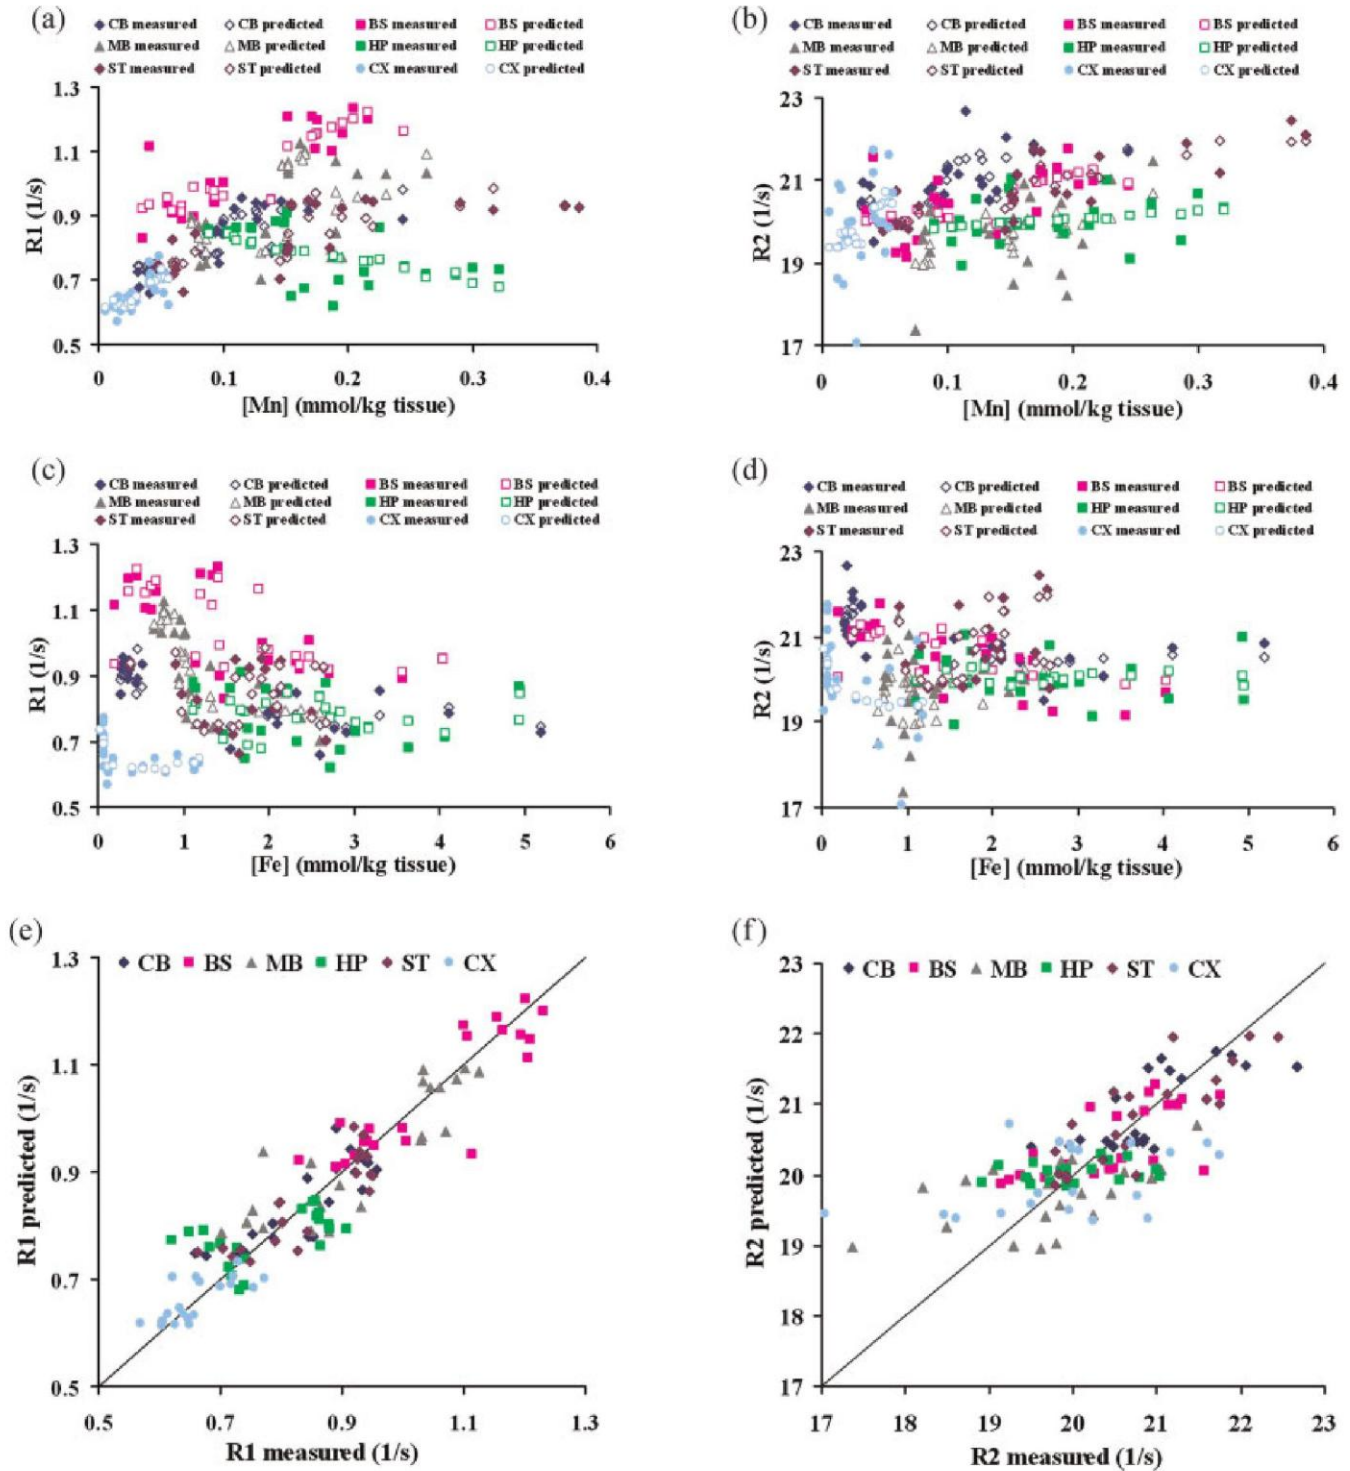 (a)
CB measured CB predicted BS measured BS predicted
MB measured MB predicted HP measured HP predicted
ST measured ST predicted CX measured CX predicted
R1 (1/s)
1.3
1.1
0.9
0.7
0.5
0 0.1 0.2 0.3 0.4
[Mn] (mmol/kg tissue)
(b)
CB measured CB predicted BS measured BS predicted
MB measured MB predicted HP measured HP predicted
ST measured ST predicted CX measured CX predicted
R2 (1/s)
23
21
19
17
0 0.1 0.2 0.3 0.4
[Mn] (mmol/kg tissue)
(c)
CB measured CB predicted BS measured BS predicted
MB measured MB predicted HP measured HP predicted
ST measured ST predicted CX measured CX predicted
R1 (1/s)
1.3
1.1
0.9
0.7
0.5
0 1 2 3 4 5 6
[Fe] (mmol/kg tissue)
(d)
CB measured CB predicted BS measured BS predicted
MB measured MB predicted HP measured HP predicted
ST measured ST predicted CX measured CX predicted
R2 (1/s)
23
21
19
17
0 1 2 3 4 5 6
[Fe] (mmol/kg tissue)
(e)
CB BS MB HP ST CX
R1 predicted (1/s)
1.3
1.1
0.9
0.7
0.5
0.5 0.7 0.9 1.1 1.3
R1 measured (1/s)
(f)
CB BS MB HP ST CX
R2 predicted (1/s)
23
22
21
20
19
18
17
17 18 19 20 21 22 23
R2 measured (1/s)